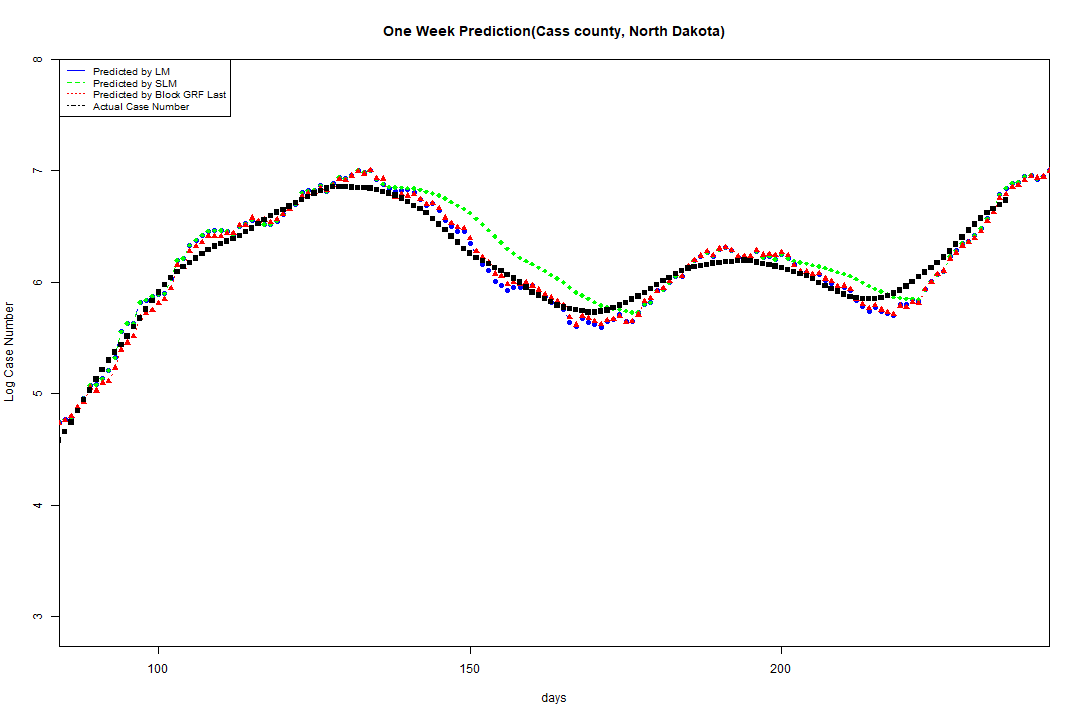 One Week Prediction(Cass county, North Dakota)
Predicted by LM
Predicted by SLM
Predicted by Block GRF Last
Actual Case Number
8
7
6
5
4
3
Log Case Number
100
150
200
days